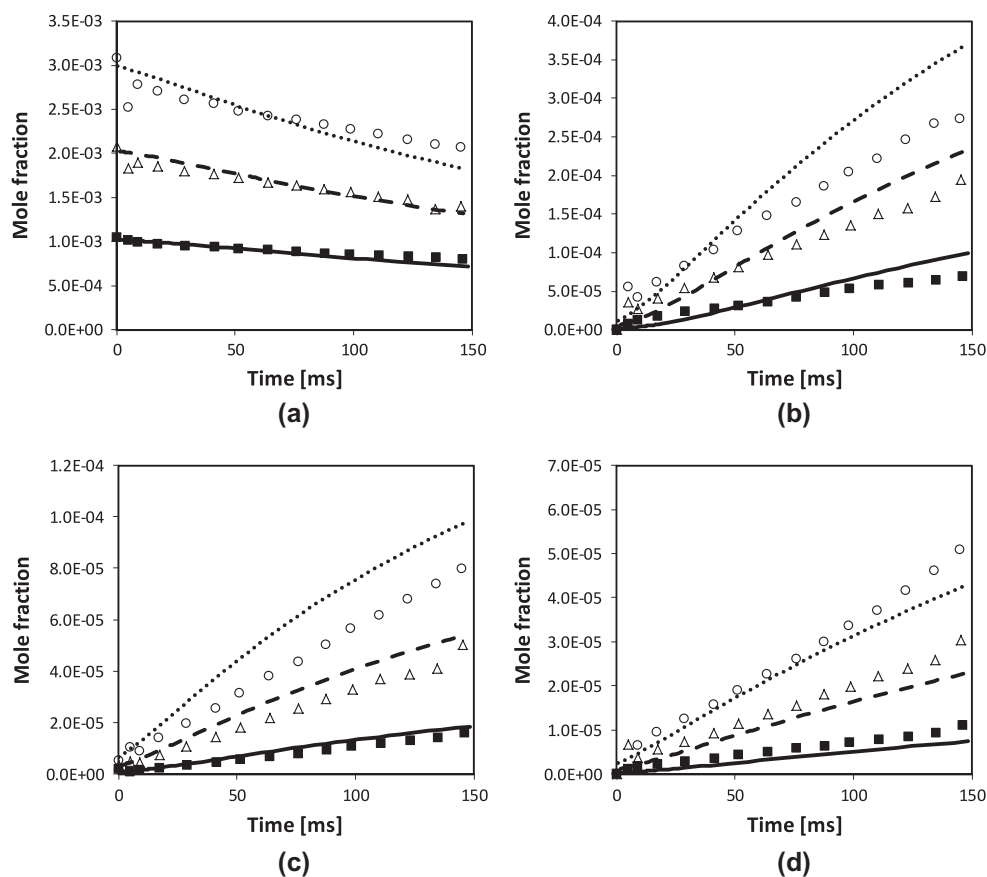 3.5E-03
3.0E-03
2.5E-03
2.0E-03
1.5E-03
1.0E-03
5.0E-04
0.0E+00
Mole fraction
0 50 100 150
Time [ms]
(a)
4.0E-04
3.5E-04
3.0E-04
2.5E-04
2.0E-04
1.5E-04
1.0E-04
5.0E-05
0.0E+00
Mole fraction
0 50 100 150
Time [ms]
(b)
1.2E-04
1.0E-04
8.0E-05
6.0E-05
4.0E-05
2.0E-05
0.0E+00
Mole fraction
0 50 100 150
Time [ms]
(c)
7.0E-05
6.0E-05
5.0E-05
4.0E-05
3.0E-05
2.0E-05
1.0E-05
0.0E+00
Mole fraction
0 50 100 150
Time [ms]
(d)